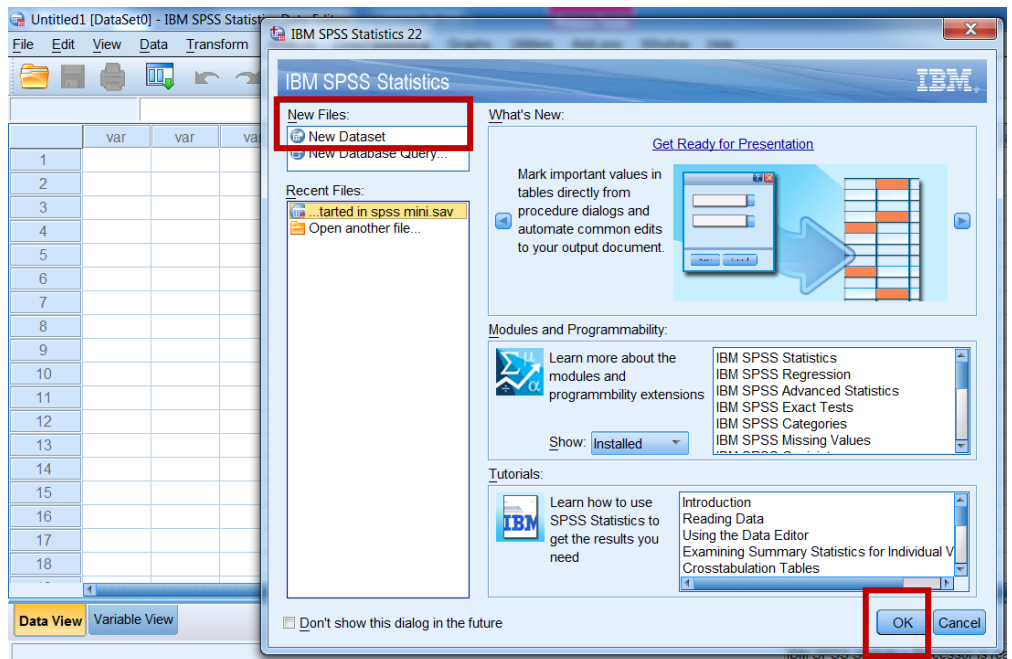 Untitled1 [DataSet0] - IBM SPSS Statisti
File Edit View Data Transform
var var va
1
2
3
4
5
6
7
8
9
10
11
12
13
14
15
16
17
18
Data View Variable View
IBM SPSS Statistics 22
IBM SPSS Statistics
IBM.
New Files:
New Dataset
New Database Query...
Recent Files:
...tarted in spss mini.sav
Open another file...
What's New:
Get Ready for Presentation
Mark important values in
tables directly from
procedure dialogs and
automate common edits
to your output document.
Modules and Programmability:
Learn more about the
modules and
programmbility extensions
Show: Installed
IBM SPSS Statistics
IBM SPSS Regression
IBM SPSS Advanced Statistics
IBM SPSS Exact Tests
IBM SPSS Categories
IBM SPSS Missing Values
Tutorials:
IBM
Learn how to use
SPSS Statistics to
get the results you
need
Introduction
Reading Data
Using the Data Editor
Examining Summary Statistics for Individual V
Crosstabulation Tables
Don't show this dialog in the future
OK Cancel